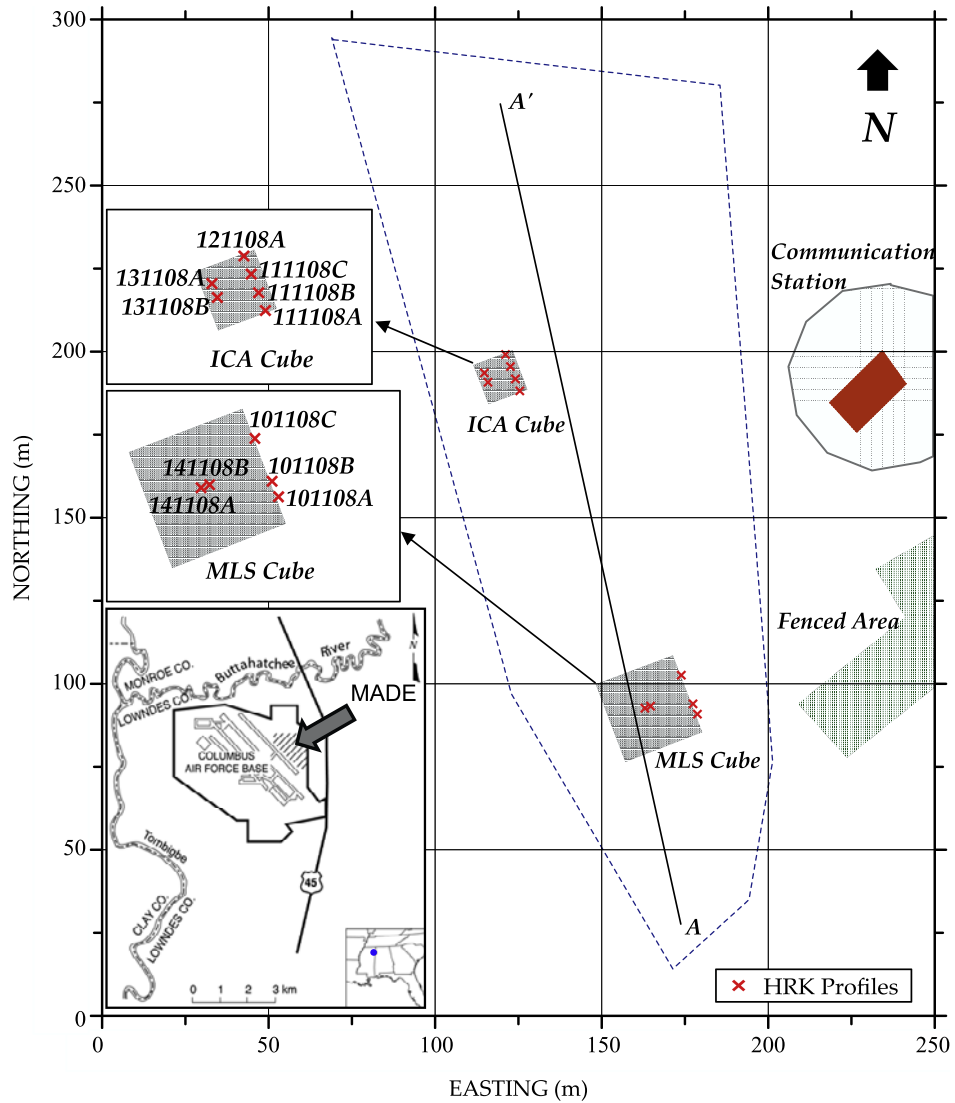 300
250
200
150
100
50
0
NORTHING (m)
0
50
100
150
200
250
EASTING (m)
A′
A
N
Communication
Station
Fenced Area
ICA Cube
MLS Cube
HRK Profiles
121108A
131108A
111108C
131108B
111108B
111108A
ICA Cube
101108C
141108B
101108B
141108A
101108A
MLS Cube
N
MONROE CO.
LOWNDES CO.
Buttahatchee River
MADE
COLUMBUS
AIR FORCE BASE
Tombigbe
CLAY CO.
LOWNDES CO.
45
0 1 2 3 km